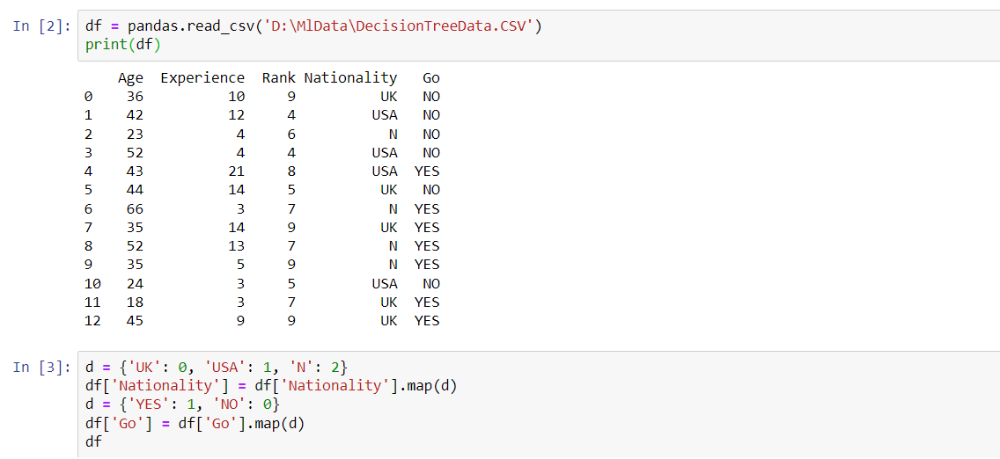 In [2]: df = pandas.read_csv('D:\MlData\DecisionTreeData.CSV')
print(df)
Age Experience Rank Nationality Go
0 36 10 9 UK NO
1 42 12 4 USA NO
2 23 4 6 N NO
3 52 4 4 USA NO
4 43 21 8 USA YES
5 44 14 5 UK NO
6 66 3 7 N YES
7 35 14 9 UK YES
8 52 13 7 N YES
9 35 5 9 N YES
10 24 3 5 USA NO
11 18 3 7 UK YES
12 45 9 9 UK YES
In [3]: d = {'UK': 0, 'USA': 1, 'N': 2}
df['Nationality'] = df['Nationality'].map(d)
d = {'YES': 1, 'NO': 0}
df['Go'] = df['Go'].map(d)
df